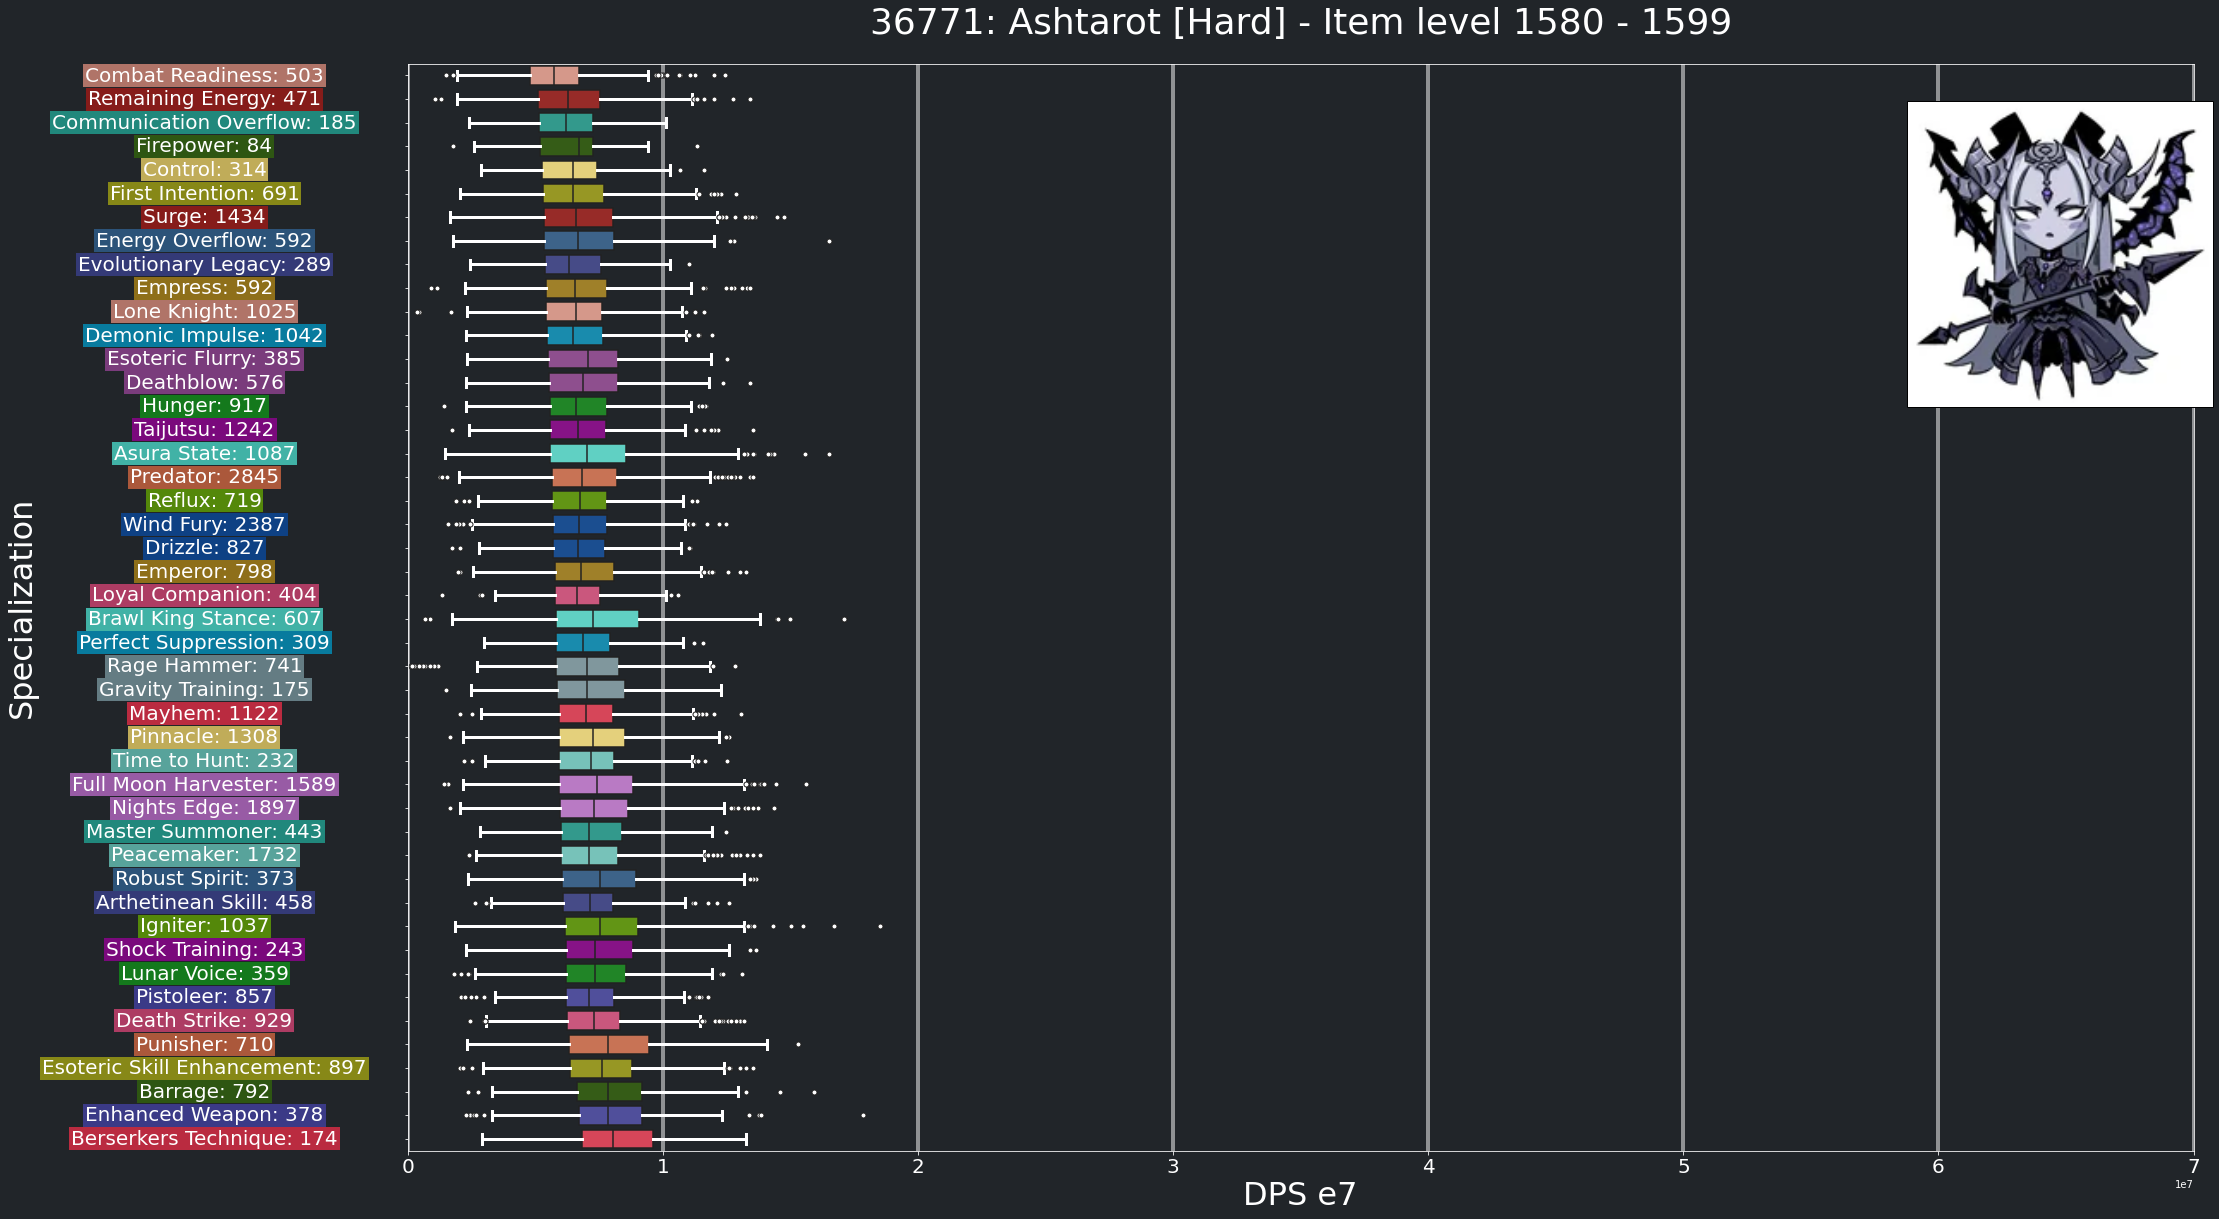 36771: Ashtarot [Hard] - Item level 1580 - 1599
Specialization
Combat Readiness: 503
Remaining Energy: 471
Communication Overflow: 185
Firepower: 84
Control: 314
First Intention: 691
Surge: 1434
Energy Overflow: 592
Evolutionary Legacy: 289
Empress: 592
Lone Knight: 1025
Demonic Impulse: 1042
Esoteric Flurry: 385
Deathblow: 576
Hunger: 917
Taijutsu: 1242
Asura State: 1087
Predator: 2845
Reflux: 719
Wind Fury: 2387
Drizzle: 827
Emperor: 798
Loyal Companion: 404
Brawl King Stance: 607
Perfect Suppression: 309
Rage Hammer: 741
Gravity Training: 175
Mayhem: 1122
Pinnacle: 1308
Time to Hunt: 232
Full Moon Harvester: 1589
Nights Edge: 1897
Master Summoner: 443
Peacemaker: 1732
Robust Spirit: 373
Arthetinean Skill: 458
Igniter: 1037
Shock Training: 243
Lunar Voice: 359
Pistoleer: 857
Death Strike: 929
Punisher: 710
Esoteric Skill Enhancement: 897
Barrage: 792
Enhanced Weapon: 378
Berserkers Technique: 174
0 1 2 3 4 5 6 7
1e7
DPS e7